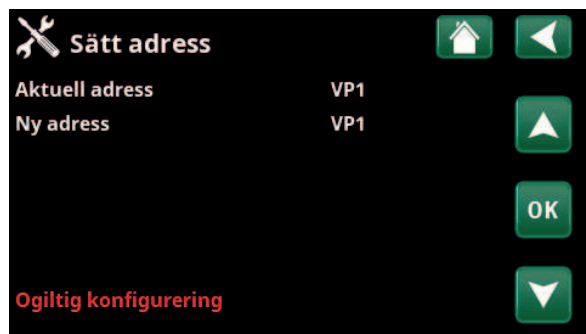 Sätt adress
Aktuell adress VP1
Ny adress VP1
OK
Ogiltig konfigurering